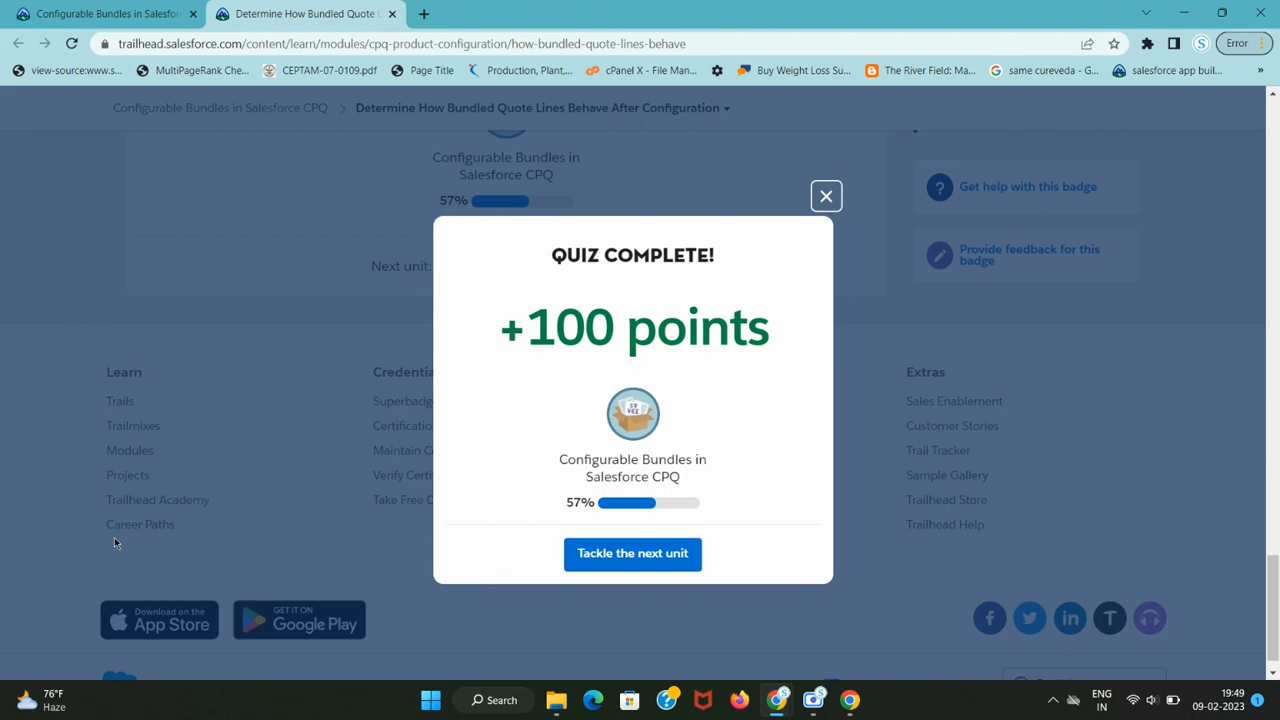 Configurable Bundles in Salesfor
Determine How Bundled Quote L
trailhead.salesforce.com/content/learn/modules/cpq-product-configuration/how-bundled-quote-lines-behave
Error
view-source:www.s...
MultiPageRank Che...
CEPTAM-07-0109.pdf
Page Title
Production, Plant,...
cPanel X - File Man...
Buy Weight Loss Su...
The River Field: Ma...
same cureveda - G...
salesforce app buil...
»
Configurable Bundles in Salesforce CPQ
Determine How Bundled Quote Lines Behave After Configuration
Configurable Bundles in
Salesforce CPQ
57%
Next unit:
Get help with this badge
Provide feedback for this
badge
QUIZ COMPLETE!
+100 points
Configurable Bundles in
Salesforce CPQ
57%
Tackle the next unit
Learn
Trails
Trailmixes
Modules
Projects
Trailhead Academy
Career Paths
Credentia
Superbadg
Certificatio
Maintain C
Verify Certi
Take Free C
Extras
Sales Enablement
Customer Stories
Trail Tracker
Sample Gallery
Trailhead Store
Trailhead Help
Download on the
App Store
GET IT ON
Google Play
76°F
Haze
Search
ENG
IN
19:49
09-02-2023
1